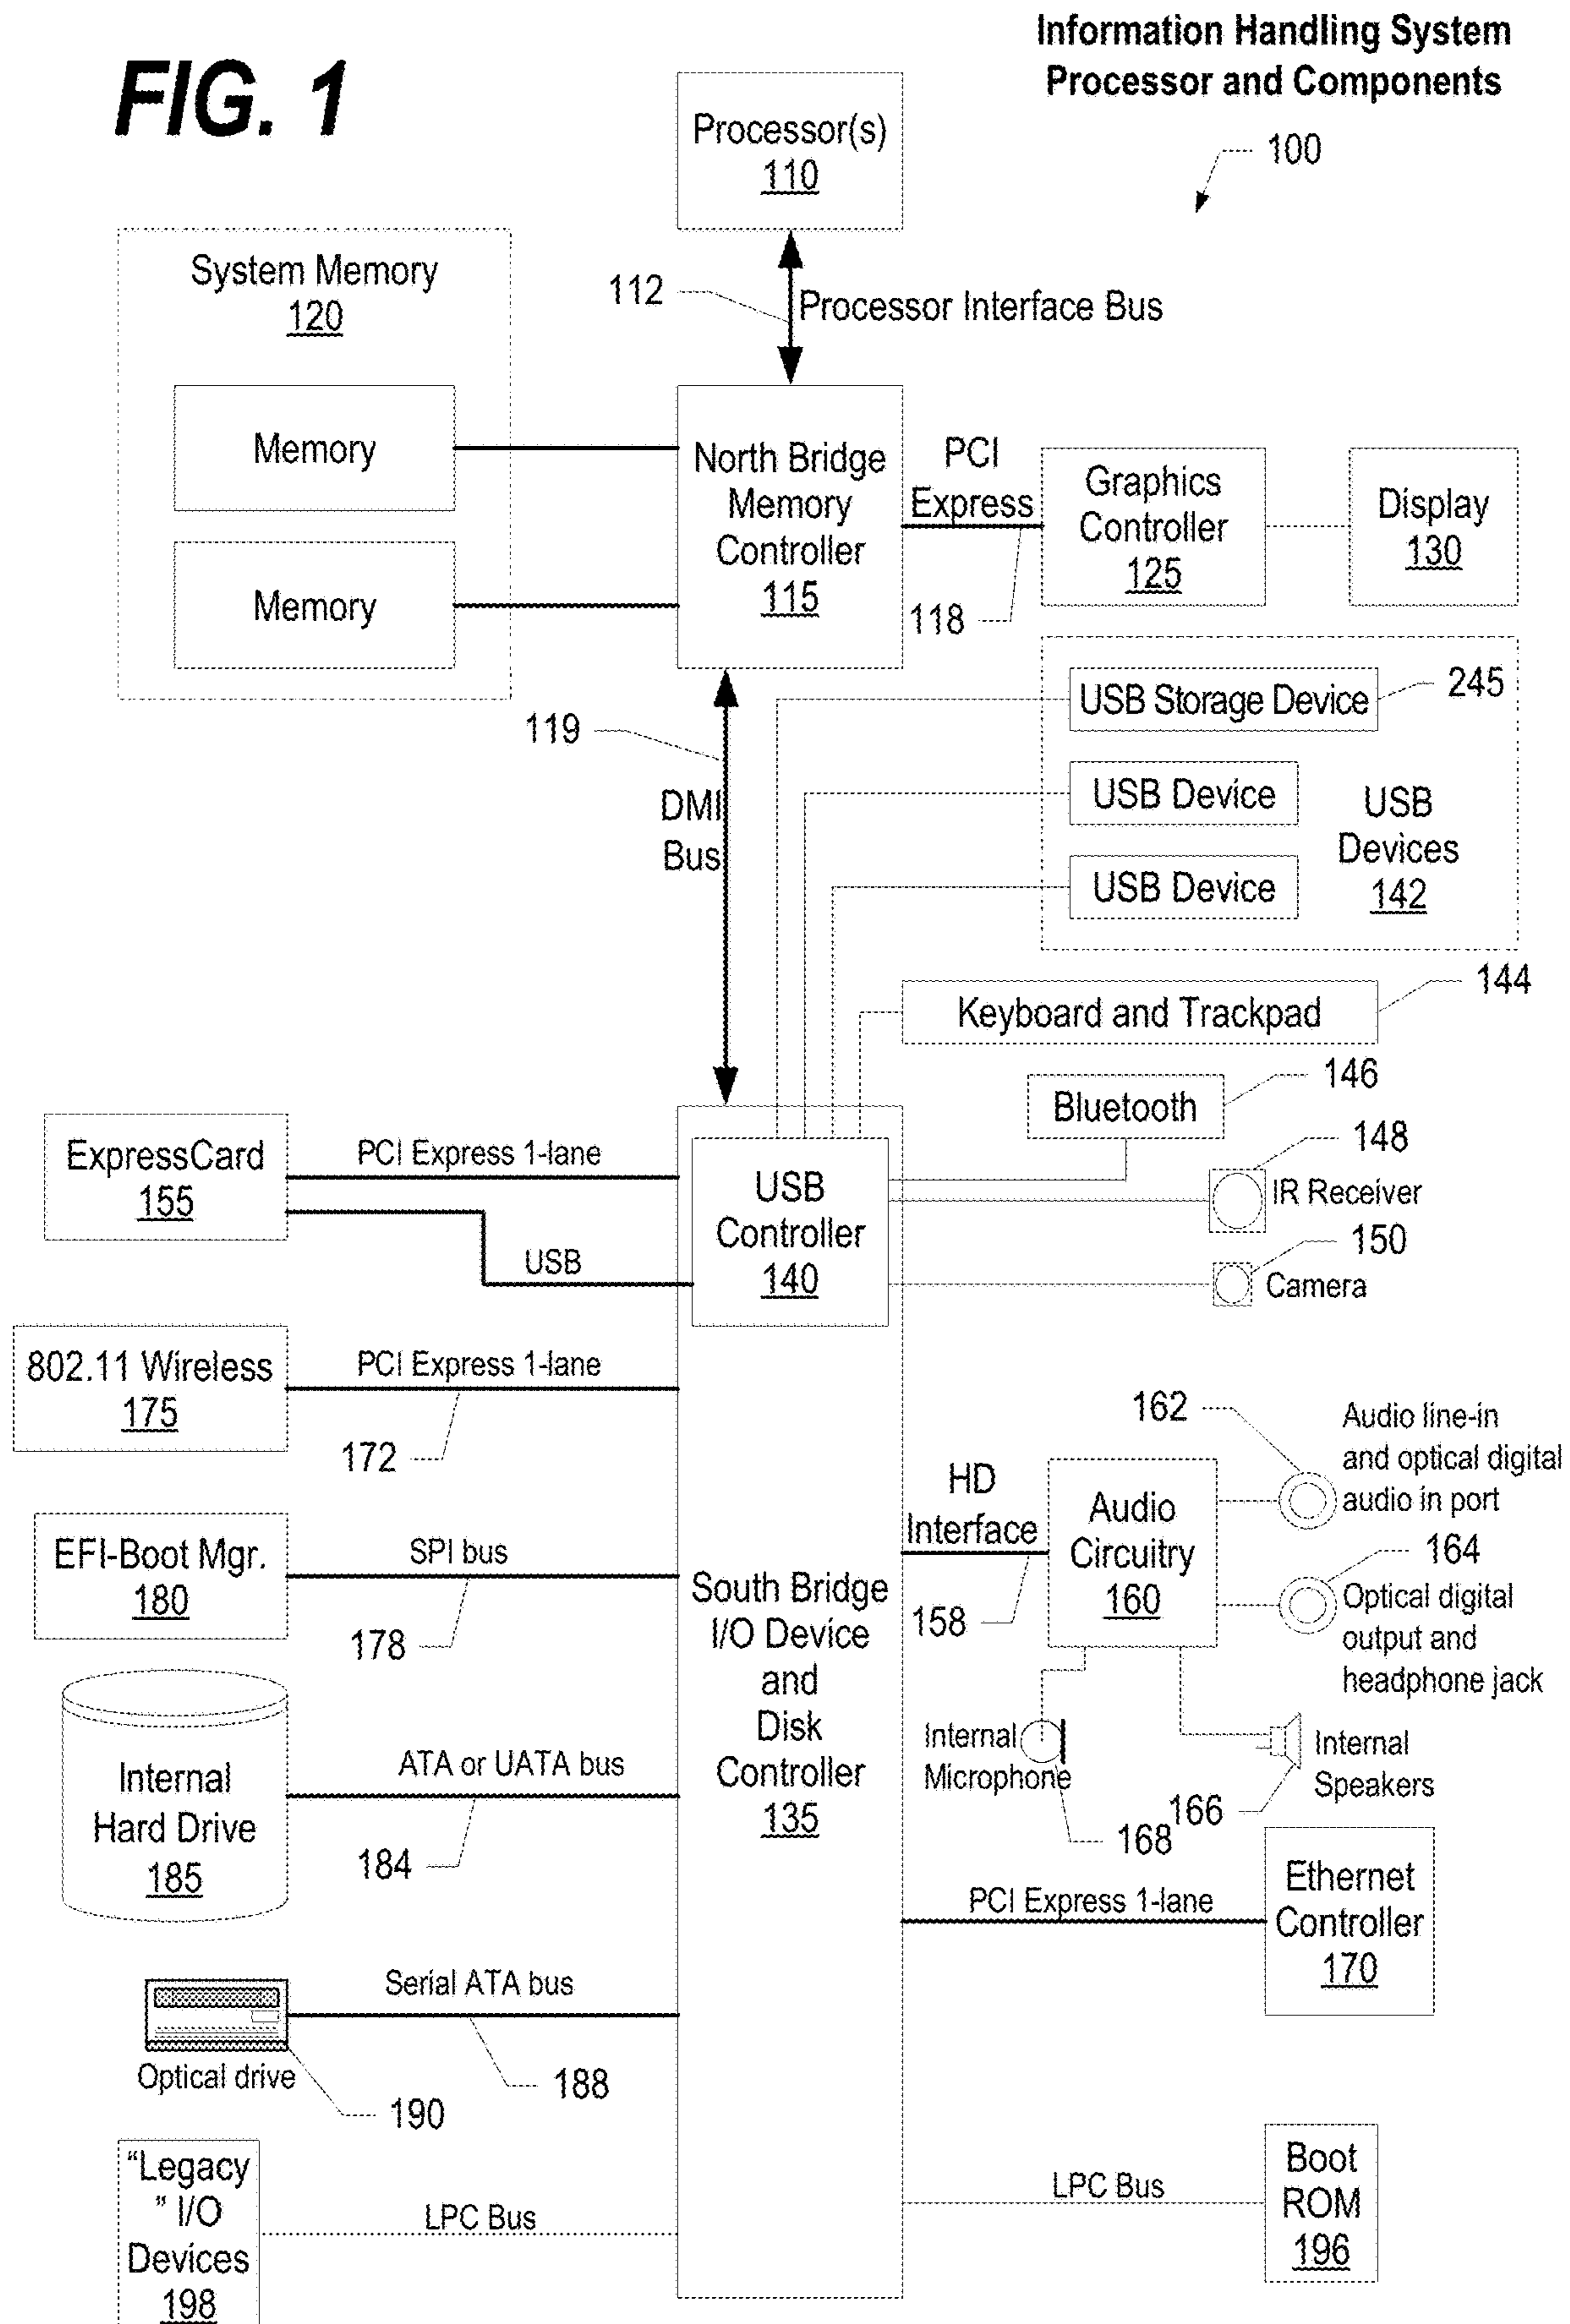 FIG. 1
Information Handling System
Processor and Components
100
Processor(s)
110
112
Processor Interface Bus
System Memory
120
Memory
Memory
North Bridge
Memory
Controller
115
PCI
Express
118
Graphics
Controller
125
Display
130
119
DMI
Bus
USB Storage Device
245
USB Device
USB Device
USB
Devices
142
Keyboard and Trackpad
144
Bluetooth
146
148
IR Receiver
150
Camera
ExpressCard
155
PCI Express 1-lane
USB
USB
Controller
140
802.11 Wireless
175
PCI Express 1-lane
172
EFI-Boot Mgr.
180
SPI bus
178
South Bridge
I/O Device
and
Disk
Controller
135
HD
Interface
158
Audio
Circuitry
160
162
Audio line-in
and optical digital
audio in port
164
Optical digital
output and
headphone jack
Internal
Microphone
168
166
Internal
Speakers
Internal
Hard Drive
185
ATA or UATA bus
184
PCI Express 1-lane
Ethernet
Controller
170
Serial ATA bus
188
Optical drive
190
"Legacy
" I/O
Devices
198
LPC Bus
LPC Bus
Boot
ROM
196